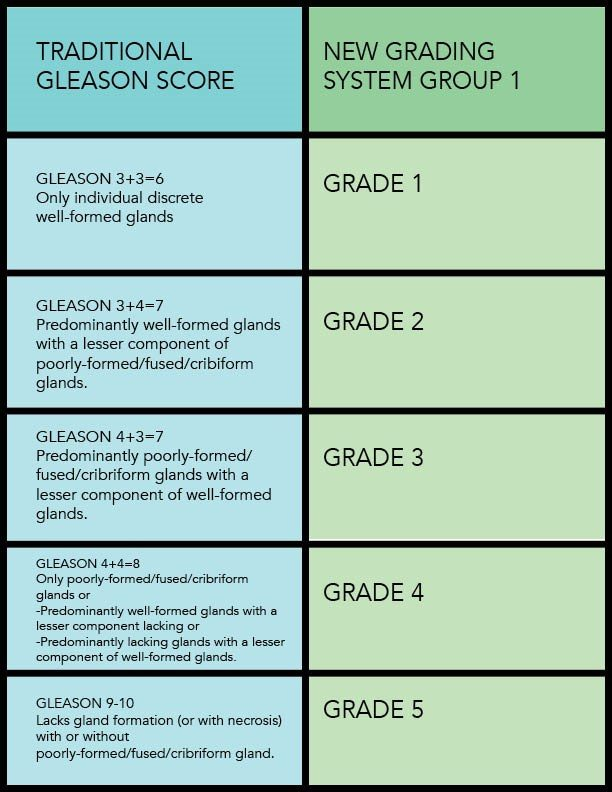 TRADITIONAL
GLEASON SCORE
NEW GRADING
SYSTEM GROUP 1
GLEASON 3+3=6
Only individual discrete
well-formed glands
GRADE 1
GLEASON 3+4=7
Predominantly well-formed glands
with a lesser component of
poorly-formed/fused/cribiform
glands.
GRADE 2
GLEASON 4+3=7
Predominantly poorly-formed/
fused/cribriform glands with a
lesser component of well-formed
glands.
GRADE 3
GLEASON 4+4=8
Only poorly-formed/fused/cribriform
glands or
-Predominantly well-formed glands with a
lesser component lacking or
-Predominantly lacking glands with a lesser
component of well-formed glands.
GRADE 4
GLEASON 9-10
Lacks gland formation (or with necrosis)
with or without
poorly-formed/fused/cribriform gland.
GRADE 5